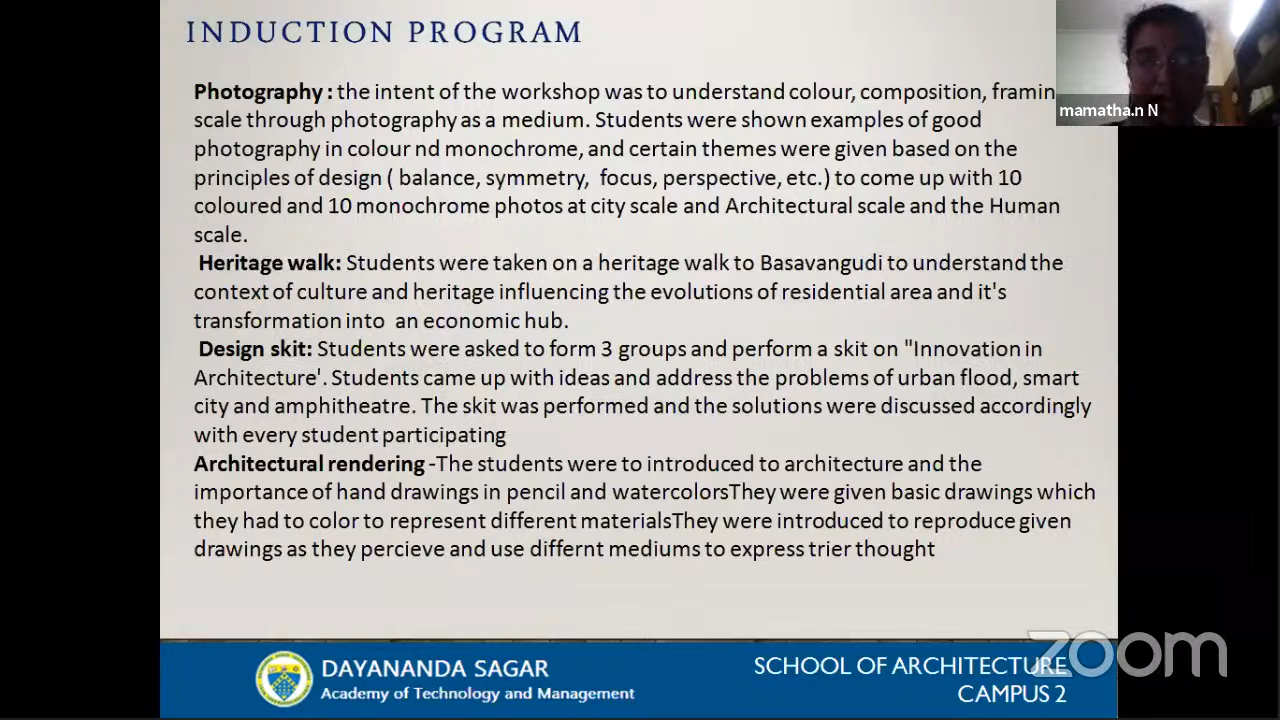 INDUCTION PROGRAM
mamatha.n N
Photography : the intent of the workshop was to understand colour, composition, framin
scale through photography as a medium. Students were shown examples of good
photography in colour nd monochrome, and certain themes were given based on the
principles of design ( balance, symmetry, focus, perspective, etc.) to come up with 10
coloured and 10 monochrome photos at city scale and Architectural scale and the Human
scale.
Heritage walk: Students were taken on a heritage walk to Basavangudi to understand the
context of culture and heritage influencing the evolutions of residential area and it's
transformation into an economic hub.
Design skit: Students were asked to form 3 groups and perform a skit on "Innovation in
Architecture'. Students came up with ideas and address the problems of urban flood, smart
city and amphitheatre. The skit was performed and the solutions were discussed accordingly
with every student participating
Architectural rendering -The students were to introduced to architecture and the
importance of hand drawings in pencil and watercolorsThey were given basic drawings which
they had to color to represent different materialsThey were introduced to reproduce given
drawings as they percieve and use differnt mediums to express trier thought
DAYANANDA SAGAR
Academy of Technology and Management
SCHOOL OF ARCHITECTURE
CAMPUS 2
zoom